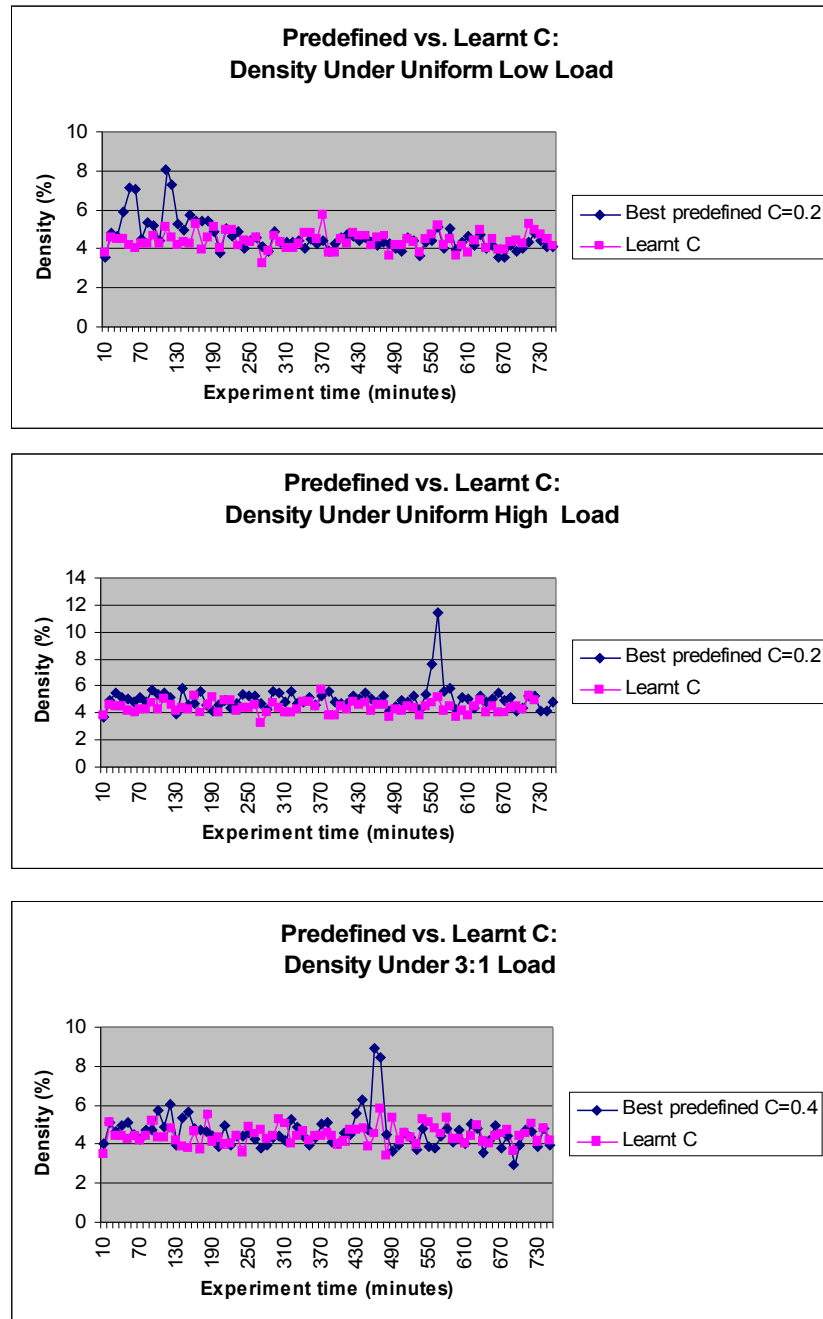 Predefined vs. Learnt C:
Density Under Uniform Low Load
10
8
6
4
2
0
Density (%)
10 70 130 190 250 310 370 430 490 550 610 670 730
Experiment time (minutes)
Best predefined C=0.2
Learnt C
Predefined vs. Learnt C:
Density Under Uniform High  Load
14
12
10
8
6
4
2
0
Density (%)
10 70 130 190 250 310 370 430 490 550 610 670 730
Experiment time (minutes)
Best predefined C=0.2
Learnt C
Predefined vs. Learnt C:
Density Under 3:1 Load
10
8
6
4
2
0
Density (%)
10 70 130 190 250 310 370 430 490 550 610 670 730
Experiment time (minutes)
Best predefined C=0.4
Learnt C